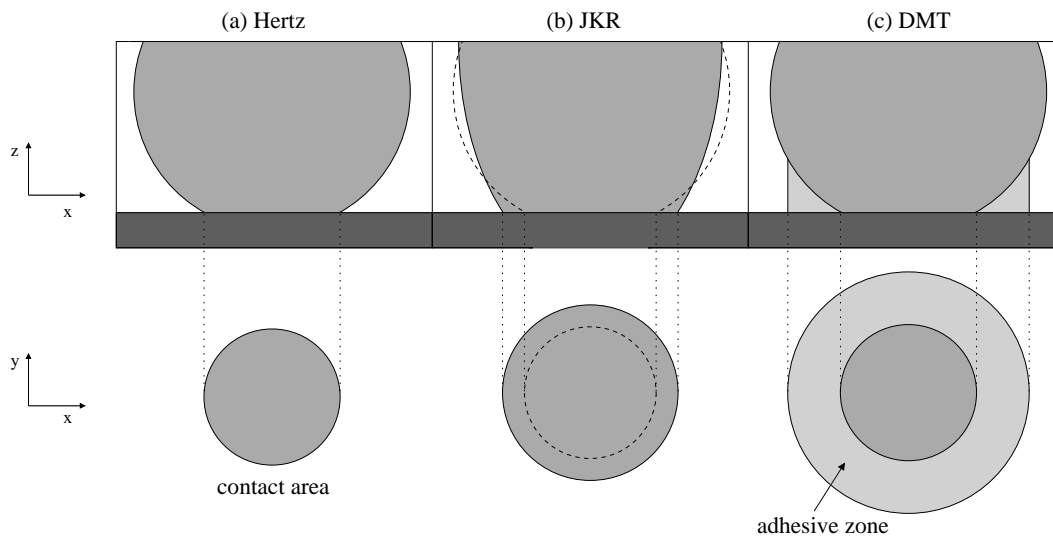 (a) Hertz
(b) JKR
(c) DMT
z
x
y
x
contact area
adhesive zone